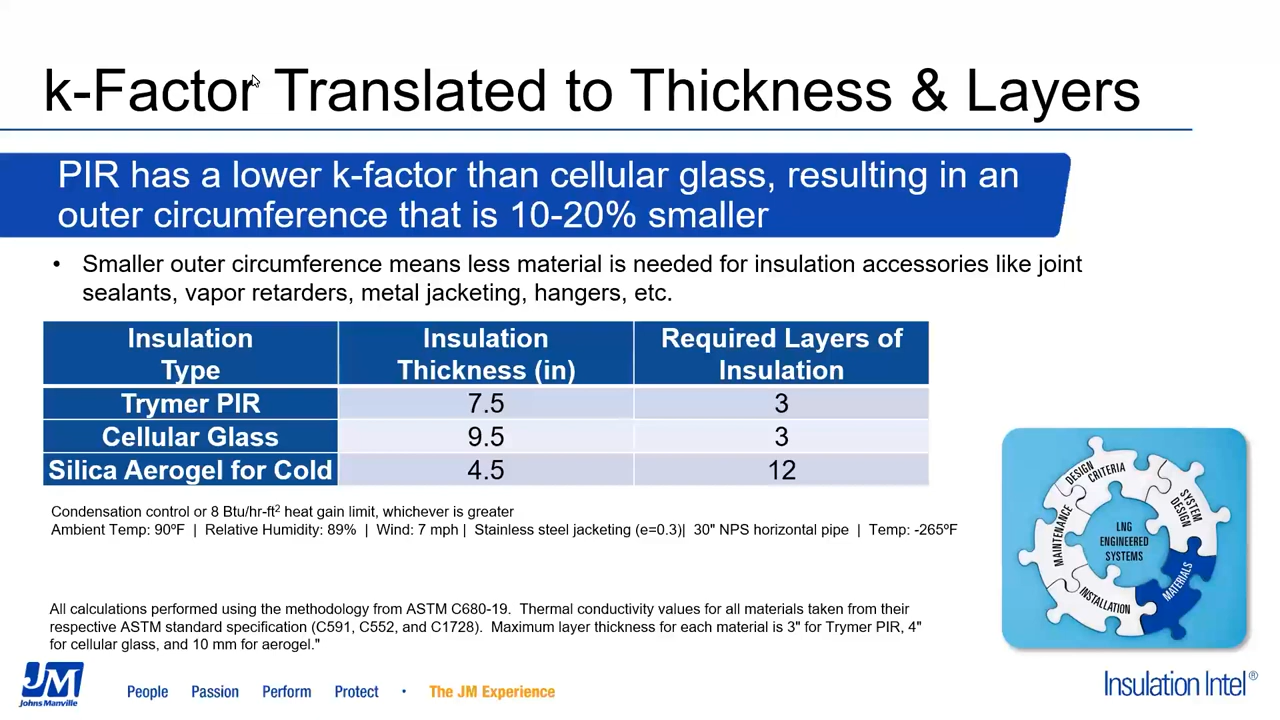 k-Factor Translated to Thickness & Layers
PIR has a lower k-factor than cellular glass, resulting in an
outer circumference that is 10-20% smaller
• Smaller outer circumference means less material is needed for insulation accessories like joint
sealants, vapor retarders, metal jacketing, hangers, etc.
Insulation Type | Insulation Thickness (in) | Required Layers of Insulation
Trymer PIR | 7.5 | 3
Cellular Glass | 9.5 | 3
Silica Aerogel for Cold | 4.5 | 12
Condensation control or 8 Btu/hr-ft² heat gain limit, whichever is greater
Ambient Temp: 90ºF | Relative Humidity: 89% | Wind: 7 mph | Stainless steel jacketing (e=0.3)| 30" NPS horizontal pipe | Temp: -265ºF
DESIGN CRITERIA
SYSTEM DESIGN
MATERIALS
INSTALLATION
MAINTENANCE
LNG
ENGINEERED
SYSTEMS
All calculations performed using the methodology from ASTM C680-19. Thermal conductivity values for all materials taken from their
respective ASTM standard specification (C591, C552, and C1728). Maximum layer thickness for each material is 3" for Trymer PIR, 4"
for cellular glass, and 10 mm for aerogel."
JM
Johns Manville
People Passion Perform Protect • The JM Experience
Insulation Intel®